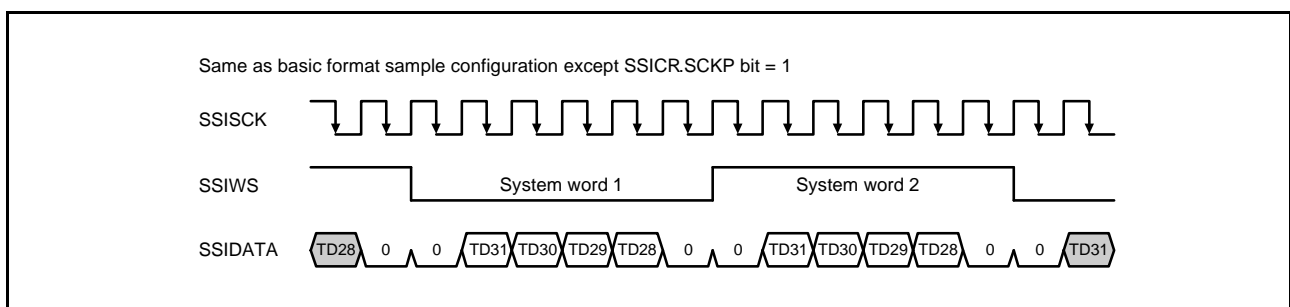 Same as basic format sample configuration except SSICR.SCKP bit = 1
SSISCK
SSIWS System word 1 System word 2
SSIDATA TD28 0 0 TD31 TD30 TD29 TD28 0 0 TD31 TD30 TD29 TD28 0 0 TD31